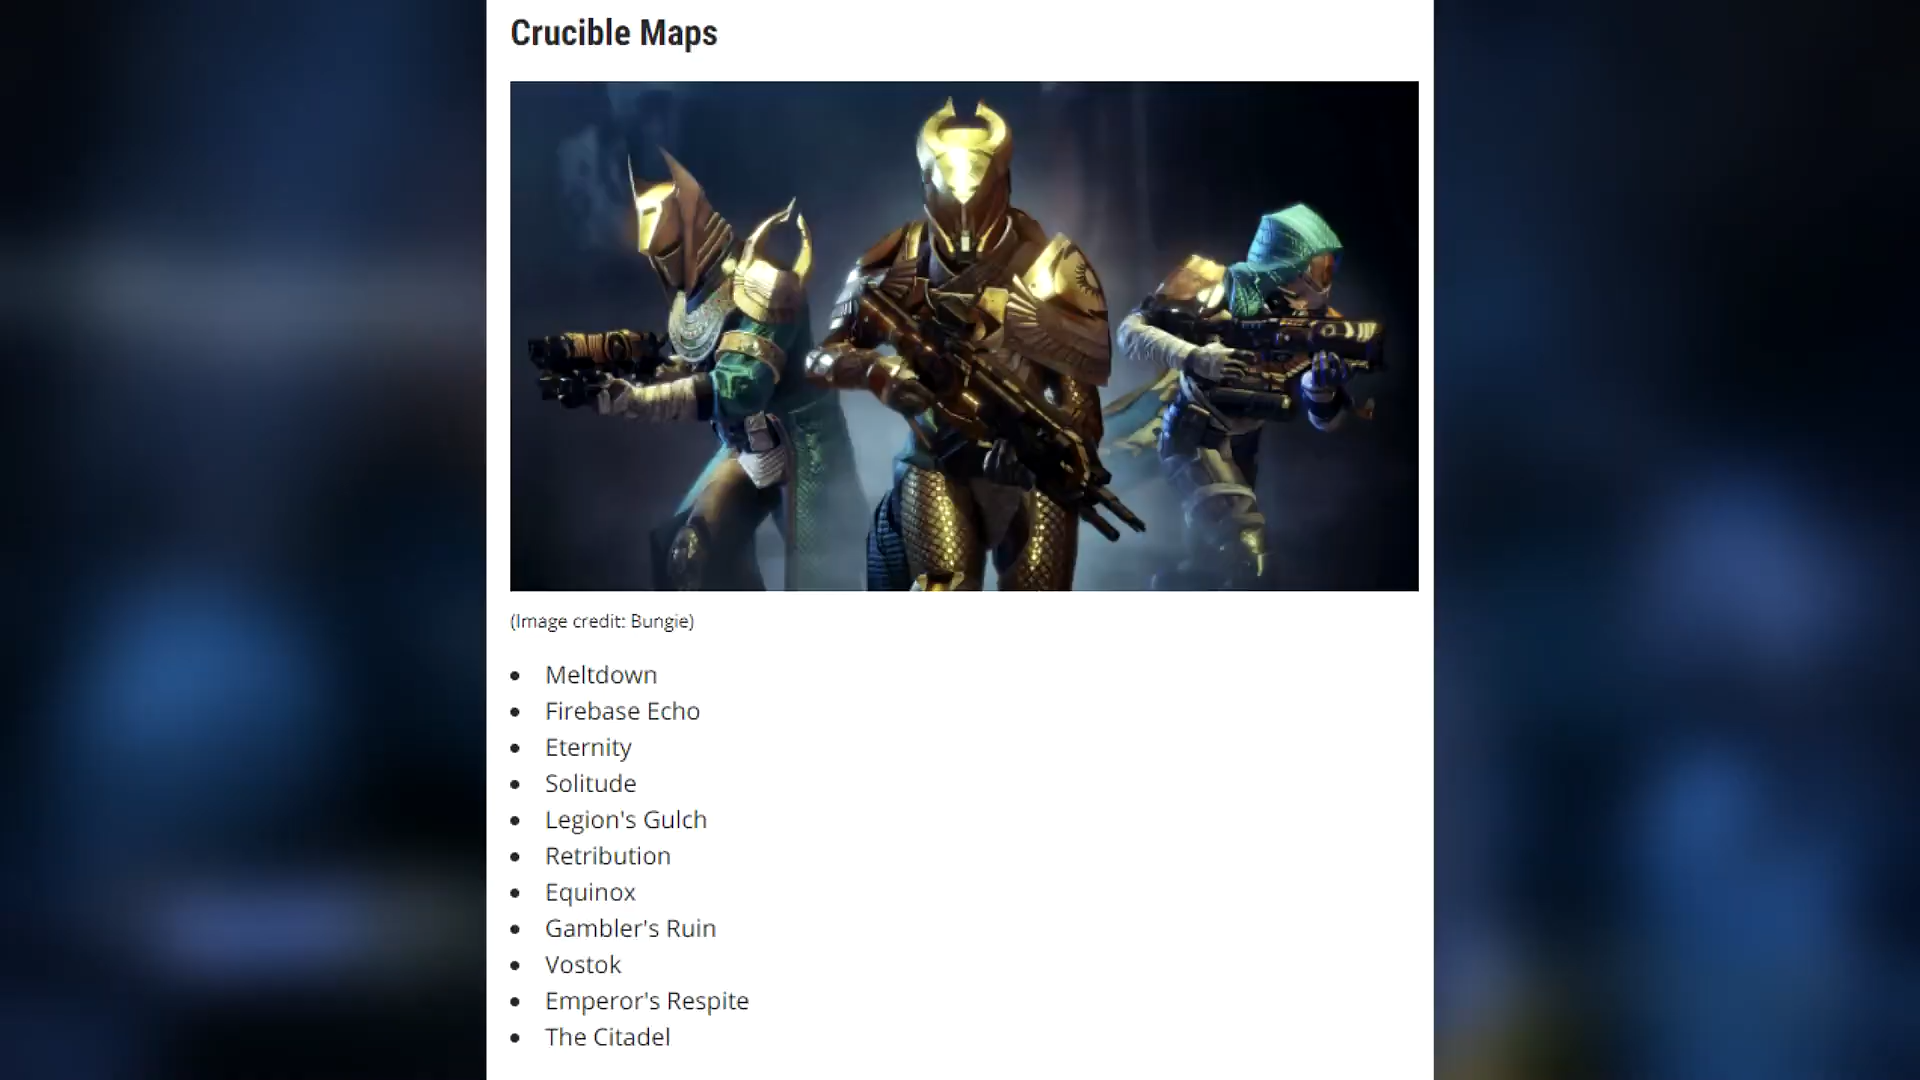 Crucible Maps
(Image credit: Bungie)
Meltdown
Firebase Echo
Eternity
Solitude
Legion's Gulch
Retribution
Equinox
Gambler's Ruin
Vostok
Emperor's Respite
The Citadel